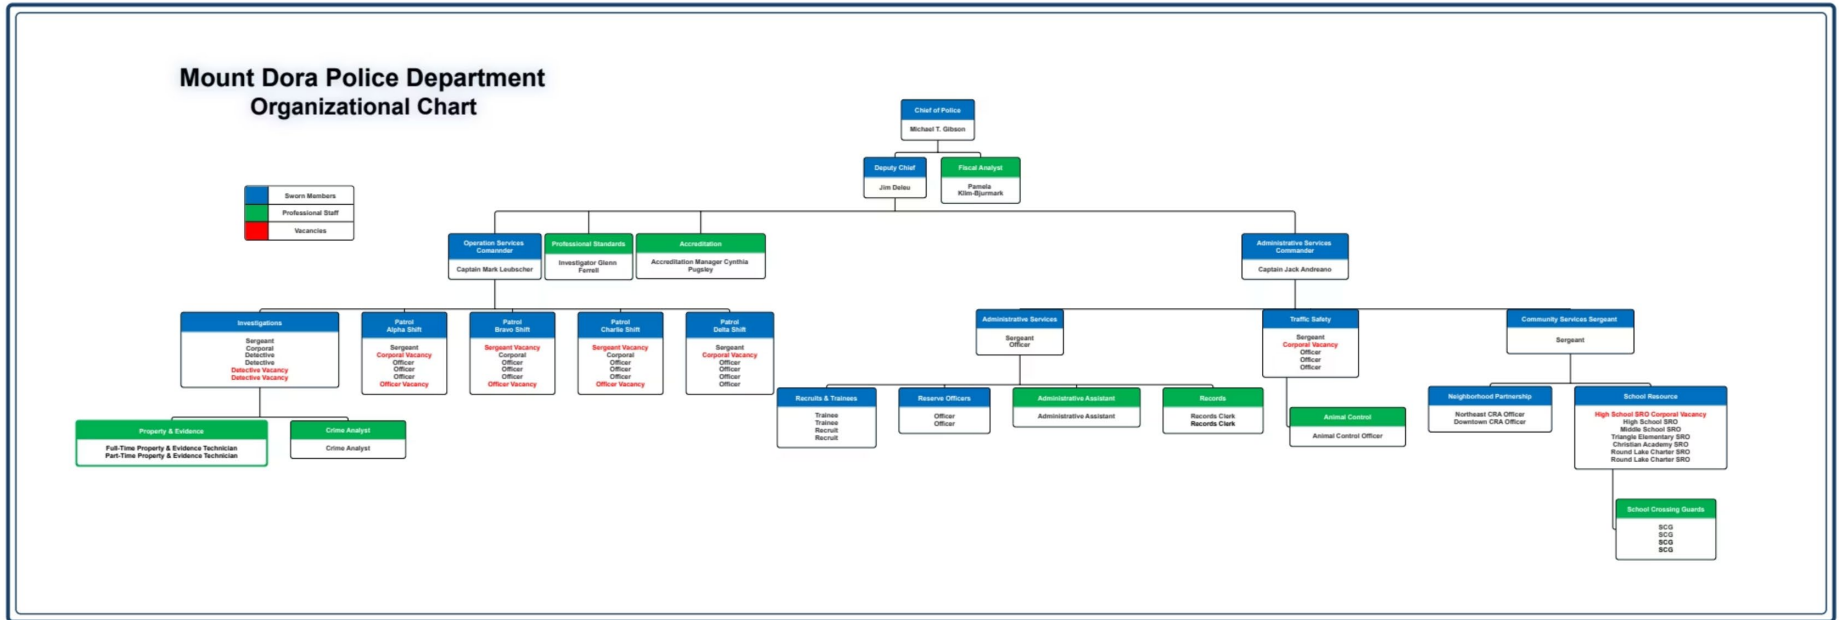 Mount Dora Police Department
Organizational Chart
Chief of Police
Michael T. Gibson
Deputy Chief
Jim Deleu
Fiscal Analyst
Pamela
Klim-Bjurmark
Sworn Members
Professional Staff
Vacancies
Operation Services
Comannder
Captain Mark Leubscher
Professional Standards
Investigator Glenn
Ferrell
Accreditation
Accreditation Manager Cynthia
Pugsley
Administrative Services
Commander
Captain Jack Andreano
Investigations
Sergeant
Corporal
Detective
Detective
Detective Vacancy
Detective Vacancy
Patrol
Alpha Shift
Sergeant
Corporal Vacancy
Officer
Officer
Officer
Officer Vacancy
Patrol
Bravo Shift
Sergeant Vacancy
Corporal
Officer
Officer
Officer
Officer Vacancy
Patrol
Charlie Shift
Sergeant Vacancy
Corporal
Officer
Officer
Officer
Officer Vacancy
Patrol
Delta Shift
Sergeant
Corporal Vacancy
Officer
Officer
Officer
Officer
Administrative Services
Sergeant
Officer
Traffic Safety
Sergeant
Corporal Vacancy
Officer
Officer
Officer
Community Services Sergeant
Sergeant
Property & Evidence
Full-Time Property & Evidence Technician
Part-Time Property & Evidence Technician
Crime Analyst
Crime Analyst
Recruits & Trainees
Trainee
Trainee
Recruit
Recruit
Reserve Officers
Officer
Officer
Administrative Assistant
Administrative Assistant
Records
Records Clerk
Records Clerk
Animal Control
Animal Control Officer
Neighborhood Partnership
Northeast CRA Officer
Downtown CRA Officer
School Resource
High School SRO Corporal Vacancy
High School SRO
Middle School SRO
Triangle Elementary SRO
Christian Academy SRO
Round Lake Charter SRO
Round Lake Charter SRO
School Crossing Guards
SCG
SCG
SCG
SCG